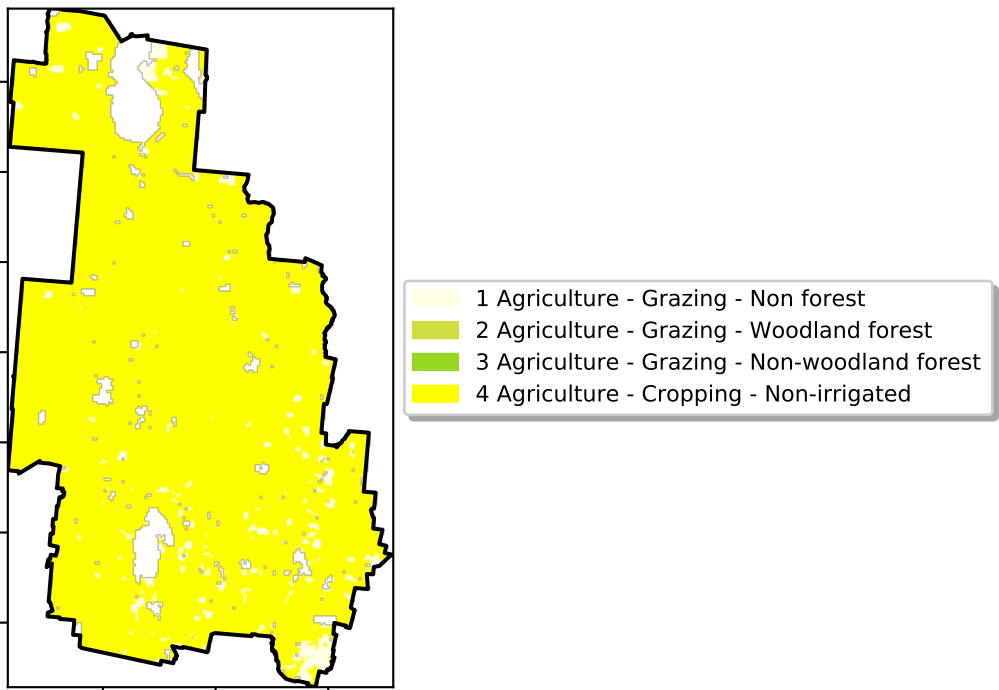 1 Agriculture - Grazing - Non forest
2 Agriculture - Grazing - Woodland forest
3 Agriculture - Grazing - Non-woodland forest
4 Agriculture - Cropping - Non-irrigated